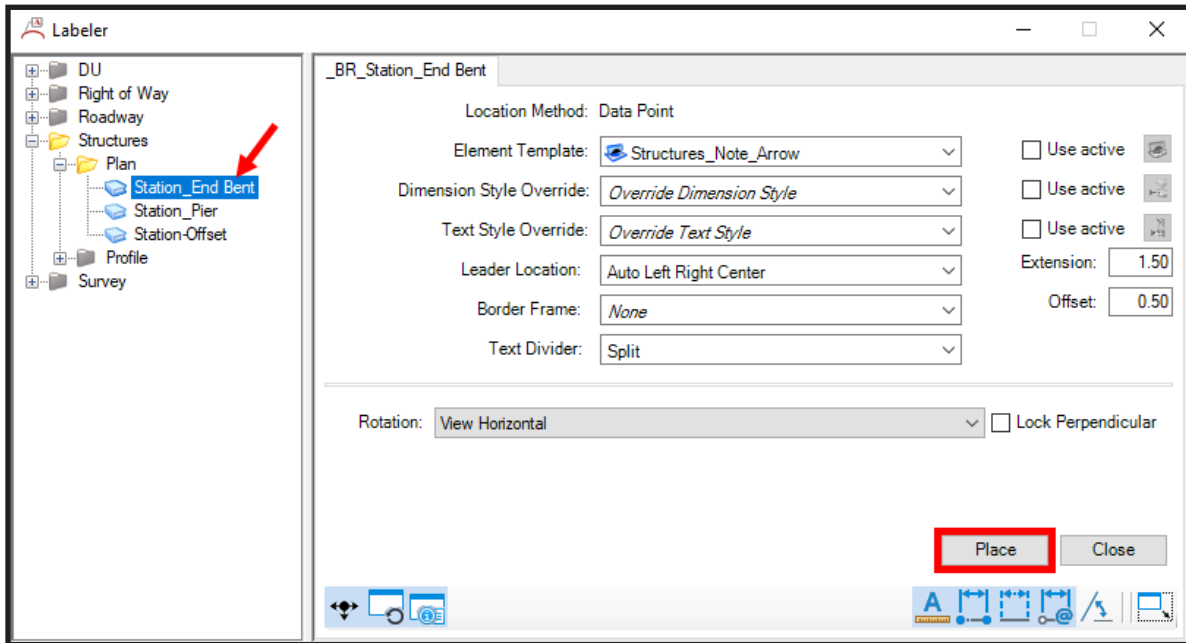 Labeler
DU
Right of Way
Roadway
Structures
Plan
Station_End Bent
Station_Pier
Station-Offset
Profile
Survey
_BR_Station_End Bent
Location Method: Data Point
Element Template: Structures_Note_Arrow Use active
Dimension Style Override: Override Dimension Style Use active
Text Style Override: Override Text Style Use active
Leader Location: Auto Left Right Center Extension: 1.50
Border Frame: None Offset: 0.50
Text Divider: Split
Rotation: View Horizontal Lock Perpendicular
Place Close